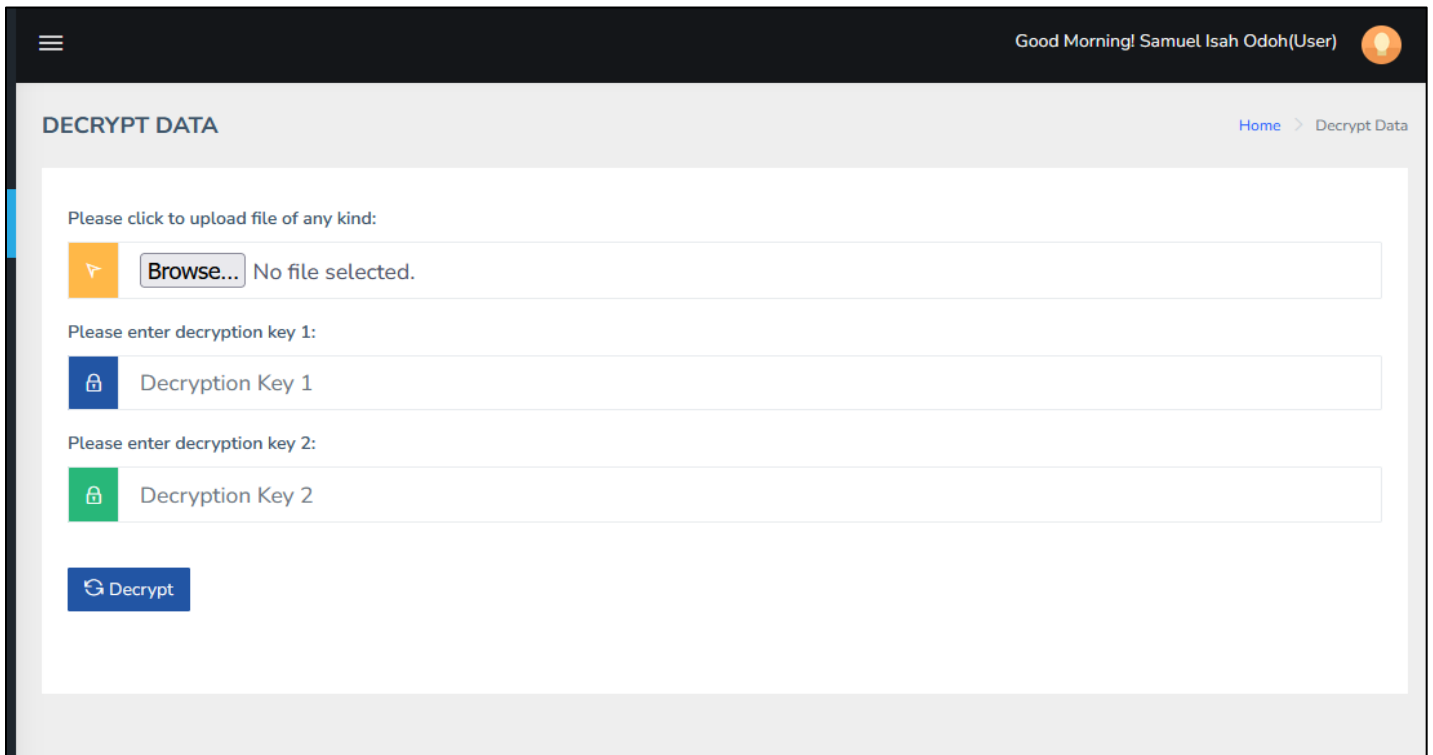 Good Morning! Samuel Isah Odoh(User)
DECRYPT DATA
Home > Decrypt Data
Please click to upload file of any kind:
Browse... No file selected.
Please enter decryption key 1:
Decryption Key 1
Please enter decryption key 2:
Decryption Key 2
Decrypt